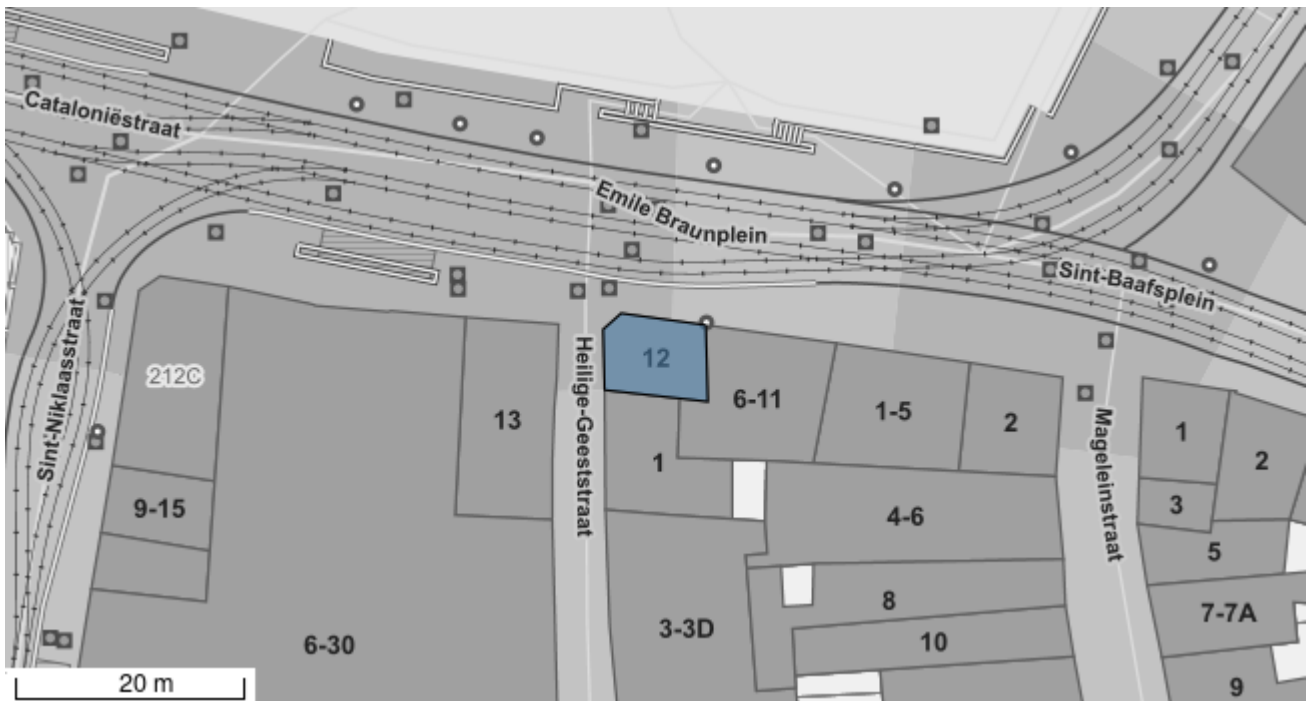 Cataloniëstraat
Emile Braunplein
Sint-Baafsplein
Sint-Niklaasstraat
212C
12
6-11
1-5
2
13
Heilige-Geeststraat
1
Mageleinstraat
1
2
3
9-15
4-6
5
8
7-7A
6-30
3-3D
10
9
20 m